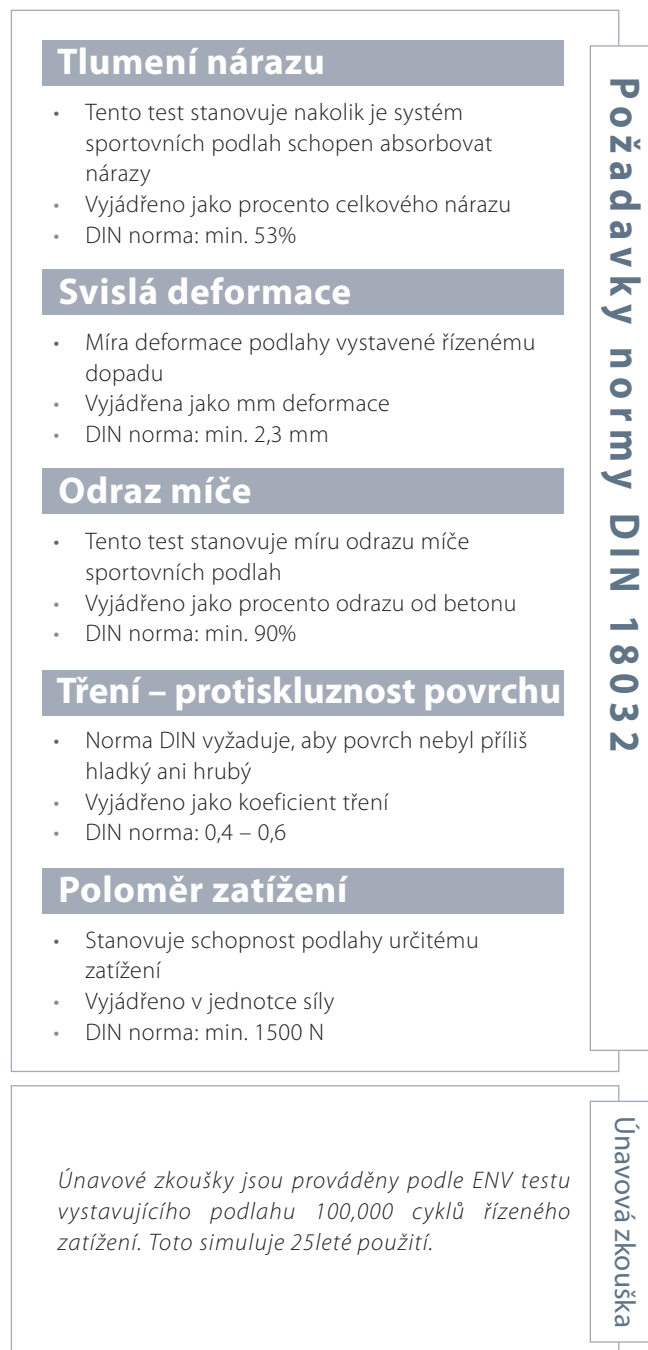 Tlumení nárazu
• Tento test stanovuje nakolik je systém
sportovních podlah schopen absorbovat
nárazy
• Vyjádřeno jako procento celkového nárazu
• DIN norma: min. 53%
Svislá deformace
• Míra deformace podlahy vystavené řízenému
dopadu
• Vyjádřena jako mm deformace
• DIN norma: min. 2,3 mm
Odraz míče
• Tento test stanovuje míru odrazu míče
sportovních podlah
• Vyjádřeno jako procento odrazu od betonu
• DIN norma: min. 90%
Tření – protiskluznost povrchu
• Norma DIN vyžaduje, aby povrch nebyl příliš
hladký ani hrubý
• Vyjádřeno jako koeficient tření
• DIN norma: 0,4 – 0,6
Poloměr zatížení
• Stanovuje schopnost podlahy určitému
zatížení
• Vyjádřeno v jednotce síly
• DIN norma: min. 1500 N
Požadavky normy DIN 18032
Únavové zkoušky jsou prováděny podle ENV testu
vystavujícího podlahu 100,000 cyklů řízeného
zatížení. Toto simuluje 25leté použití.
Únavová zkouška